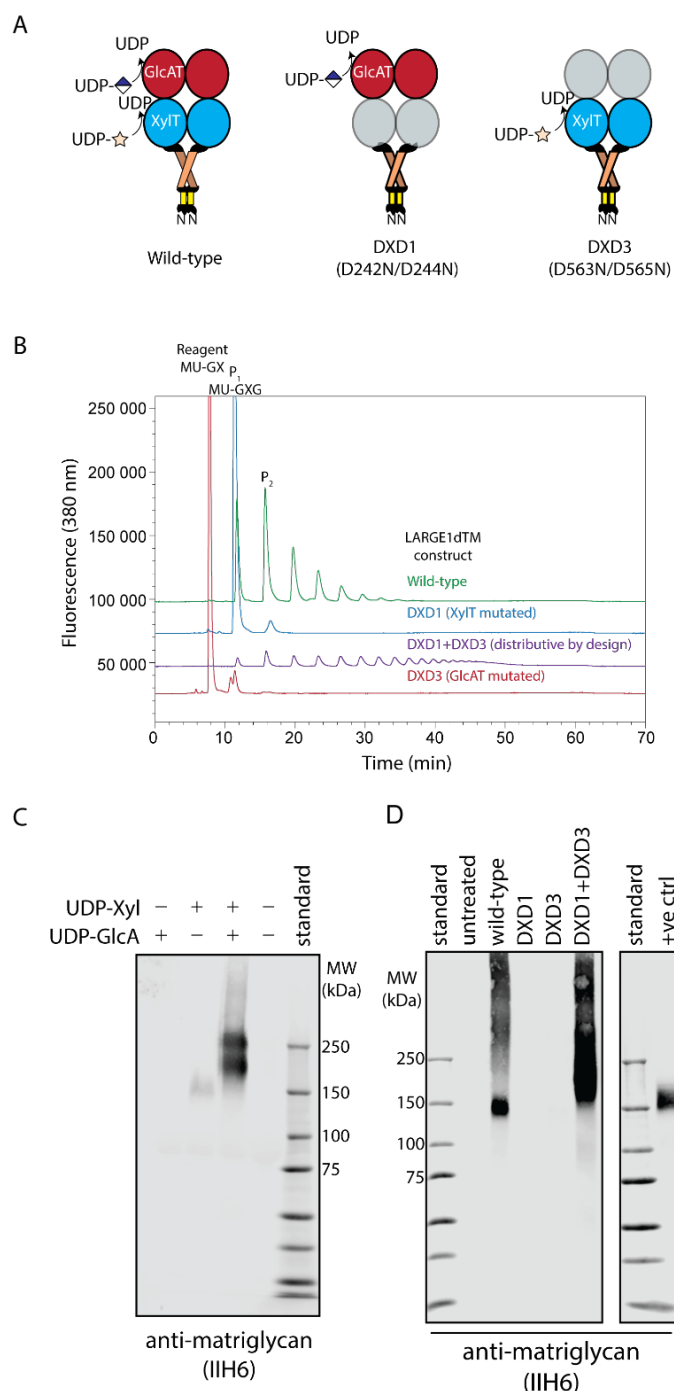 A
UDP
UDP-
GlcAT
UDP
UDP-
XylT
NN
Wild-type
UDP
UDP-
GlcAT
NN
DXD1
(D242N/D244N)
UDP
UDP-
XylT
NN
DXD3
(D563N/D565N)
B
Reagent
MU-GX
P1
MU-GXG
P2
250 000
200 000
150 000
100 000
50 000
Fluorescence (380 nm)
LARGE1dTM
construct
Wild-type
DXD1 (XylT mutated)
DXD1+DXD3 (distributive by design)
DXD3 (GlcAT mutated)
0 10 20 30 40 50 60 70
Time (min)
C
UDP-Xyl − + + −
UDP-GlcA + − + −
standard
MW
(kDa)
250
150
100
75
anti-matriglycan
(IIH6)
D
standard
untreated
wild-type
DXD1
DXD3
DXD1+DXD3
standard
+ve ctrl
MW
(kDa)
250
150
100
75
anti-matriglycan
(IIH6)